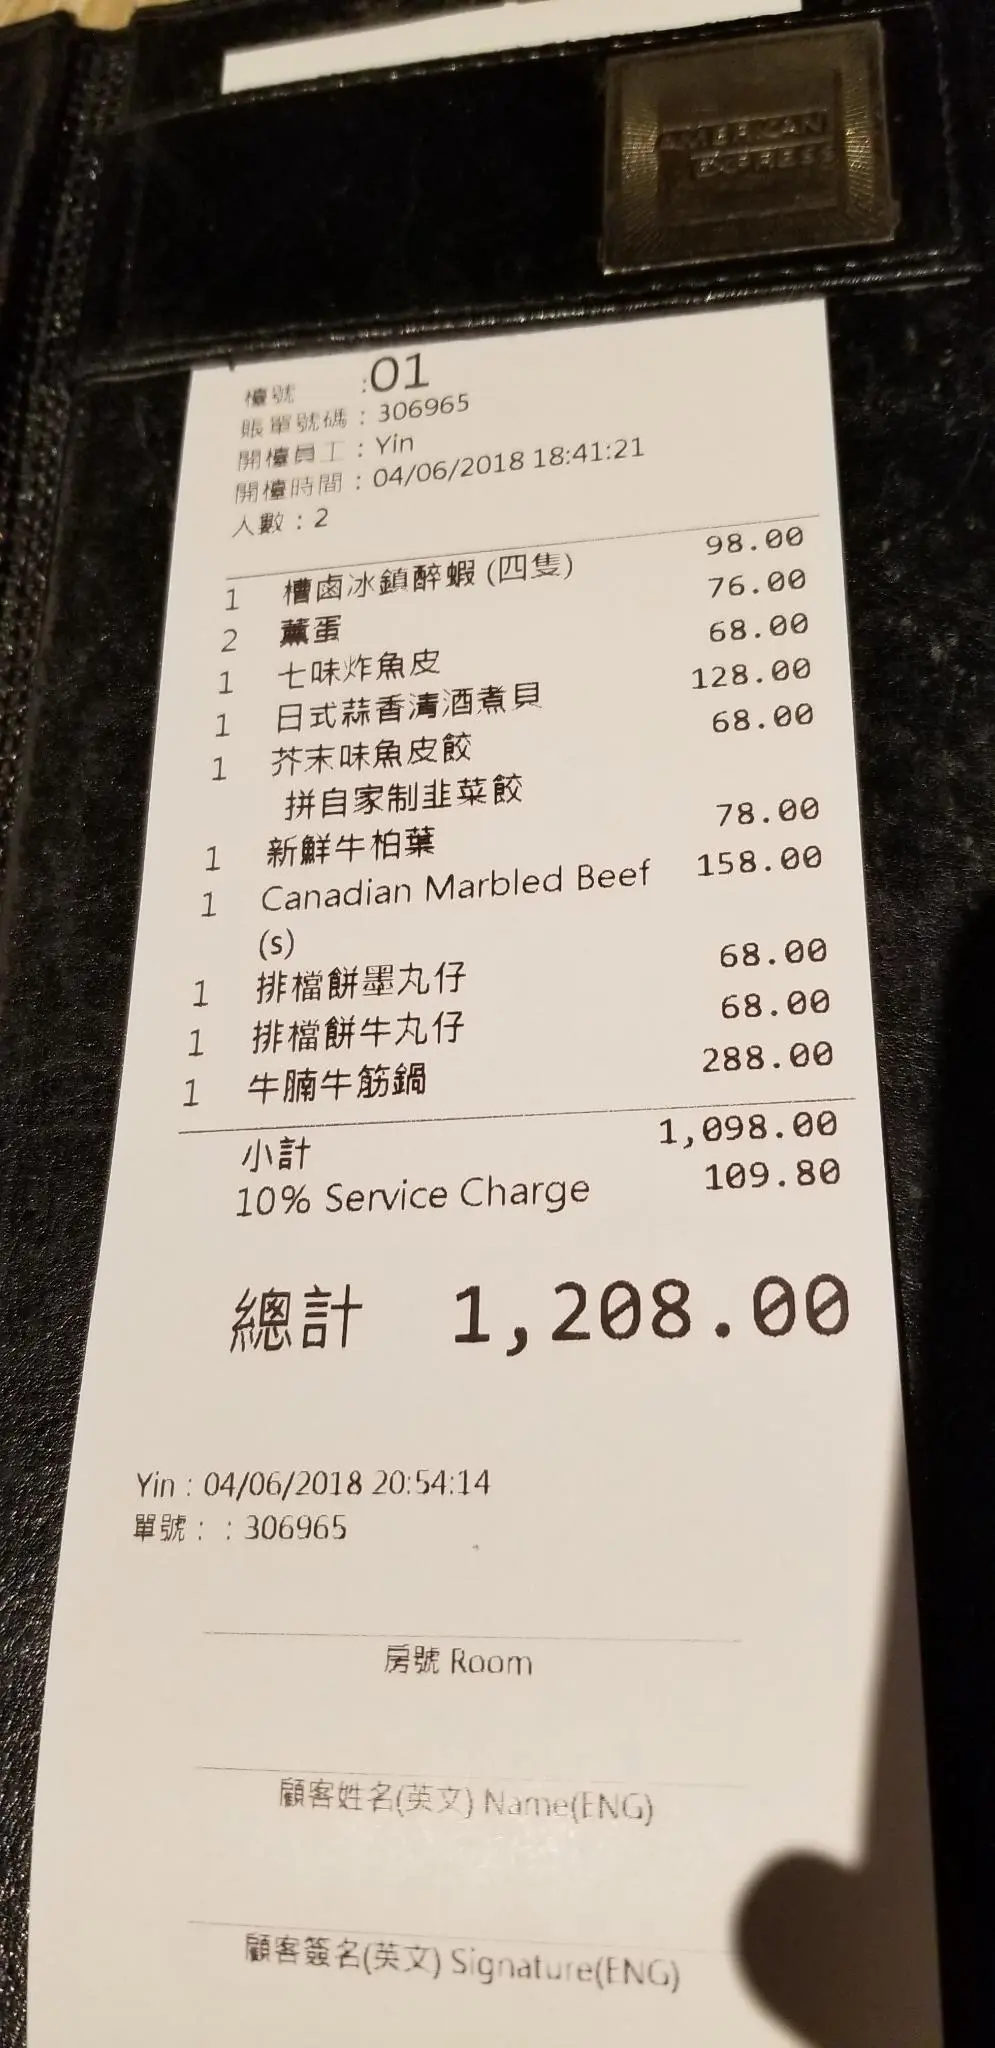 AMERICAN
EXPRESS
檯號 :01
賬單號碼 : 306965
開檯員工 : Yin
開檯時間 : 04/06/2018 18:41:21
人數 : 2
1 槽鹵冰鎮醉蝦 (四隻) 98.00
2 薰蛋 76.00
1 七味炸魚皮 68.00
1 日式蒜香清酒煮貝 128.00
1 芥末味魚皮餃 68.00
拼自家制韭菜餃
1 新鮮牛柏葉 78.00
1 Canadian Marbled Beef 158.00
(s)
1 排檔餅墨丸仔 68.00
1 排檔餅牛丸仔 68.00
1 牛腩牛筋鍋 288.00
小計 1,098.00
10% Service Charge 109.80
總計 1,208.00
Yin : 04/06/2018 20:54:14
單號 : : 306965
房號 Room
顧客姓名(英文) Name(ENG)
顧客簽名(英文) Signature(ENG)